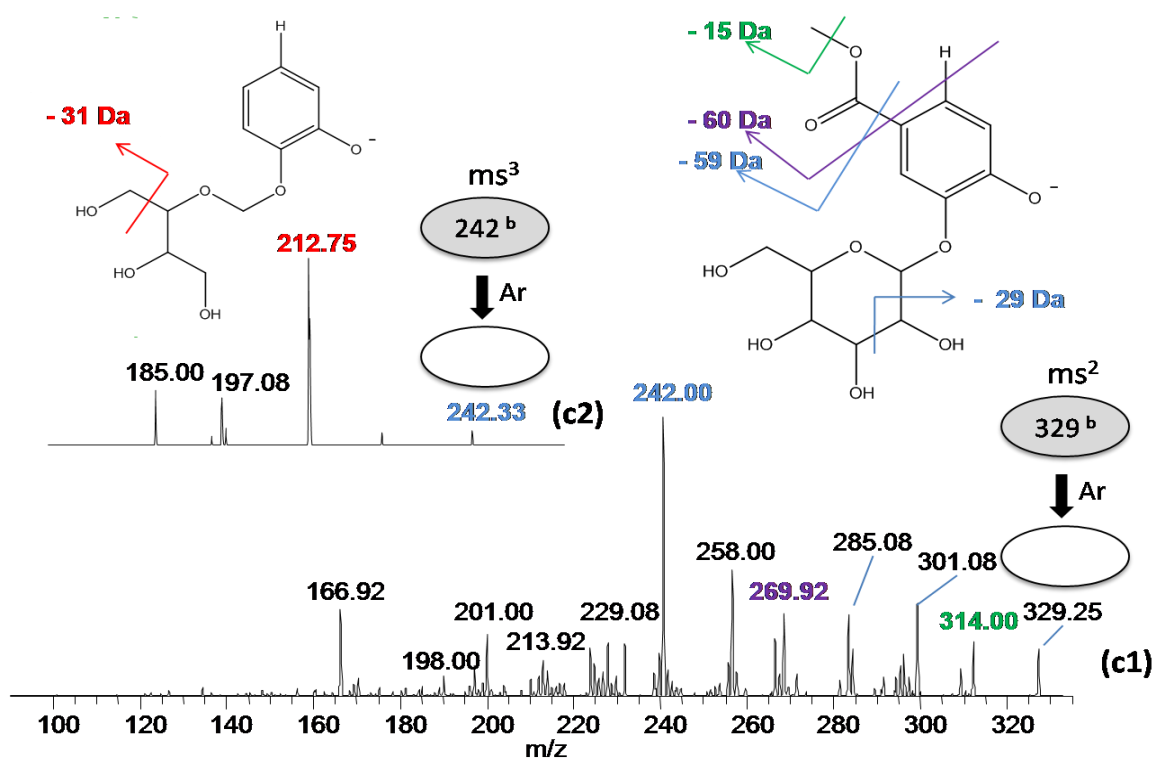 H
O
O
O
-
- 31 Da
HO
O
O
HO
OH
ms3
242 b
Ar
212.75
185.00
197.08
242.33
(c2)
- 15 Da
O
H
- 60 Da
O
- 59 Da
O
-
O
O
HO
- 29 Da
HO
OH
OH
ms2
329 b
Ar
242.00
258.00
285.08
301.08
166.92
201.00
229.08
269.92
314.00
329.25
198.00
213.92
(c1)
100 120 140 160 180 200 220 240 260 280 300 320
m/z